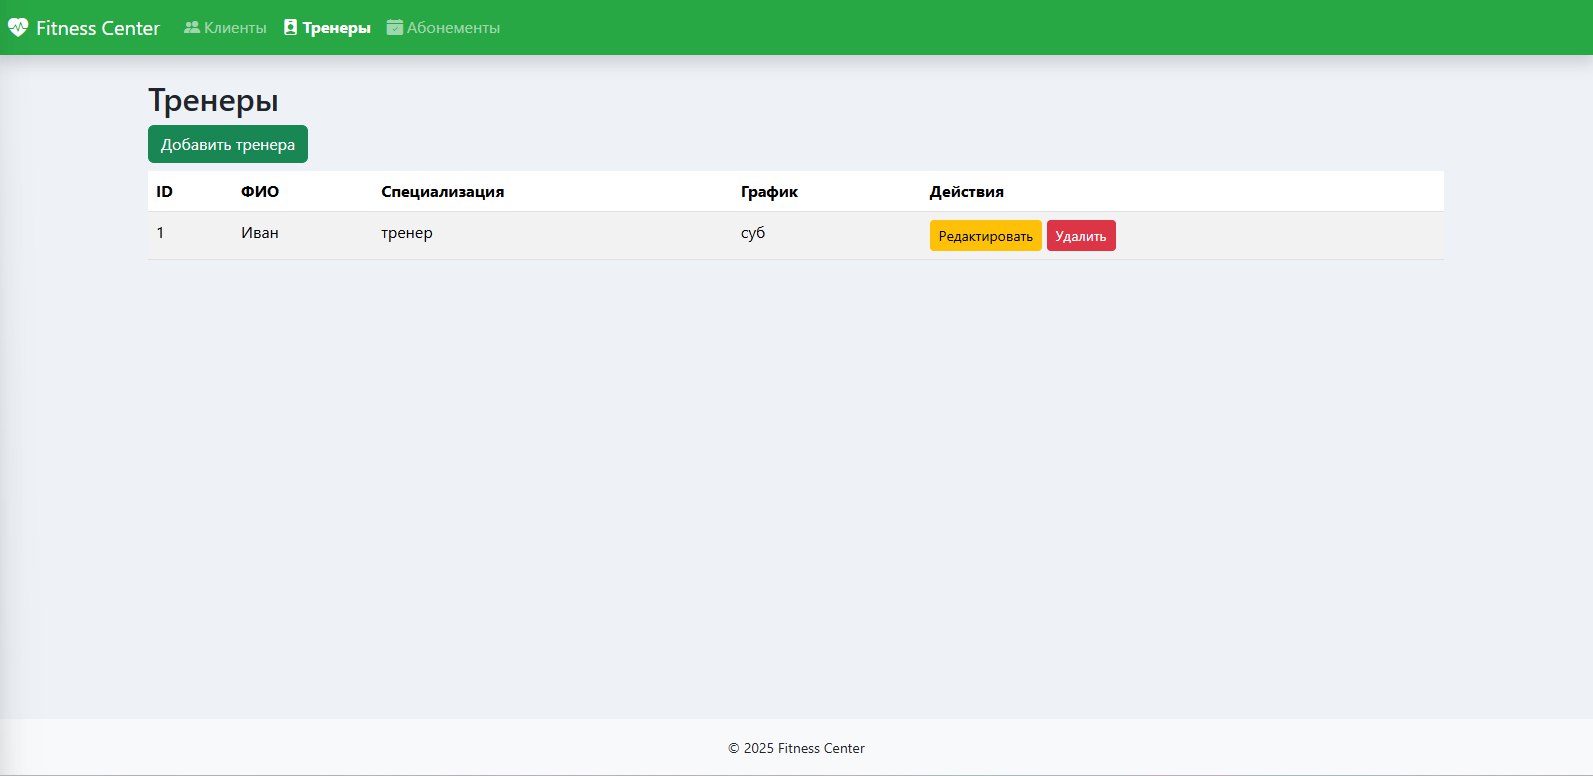 Fitness Center Клиенты Тренеры Абонементы
Тренеры
Добавить тренера
ID ФИО Специализация График Действия
1 Иван тренер суб Редактировать Удалить
© 2025 Fitness Center